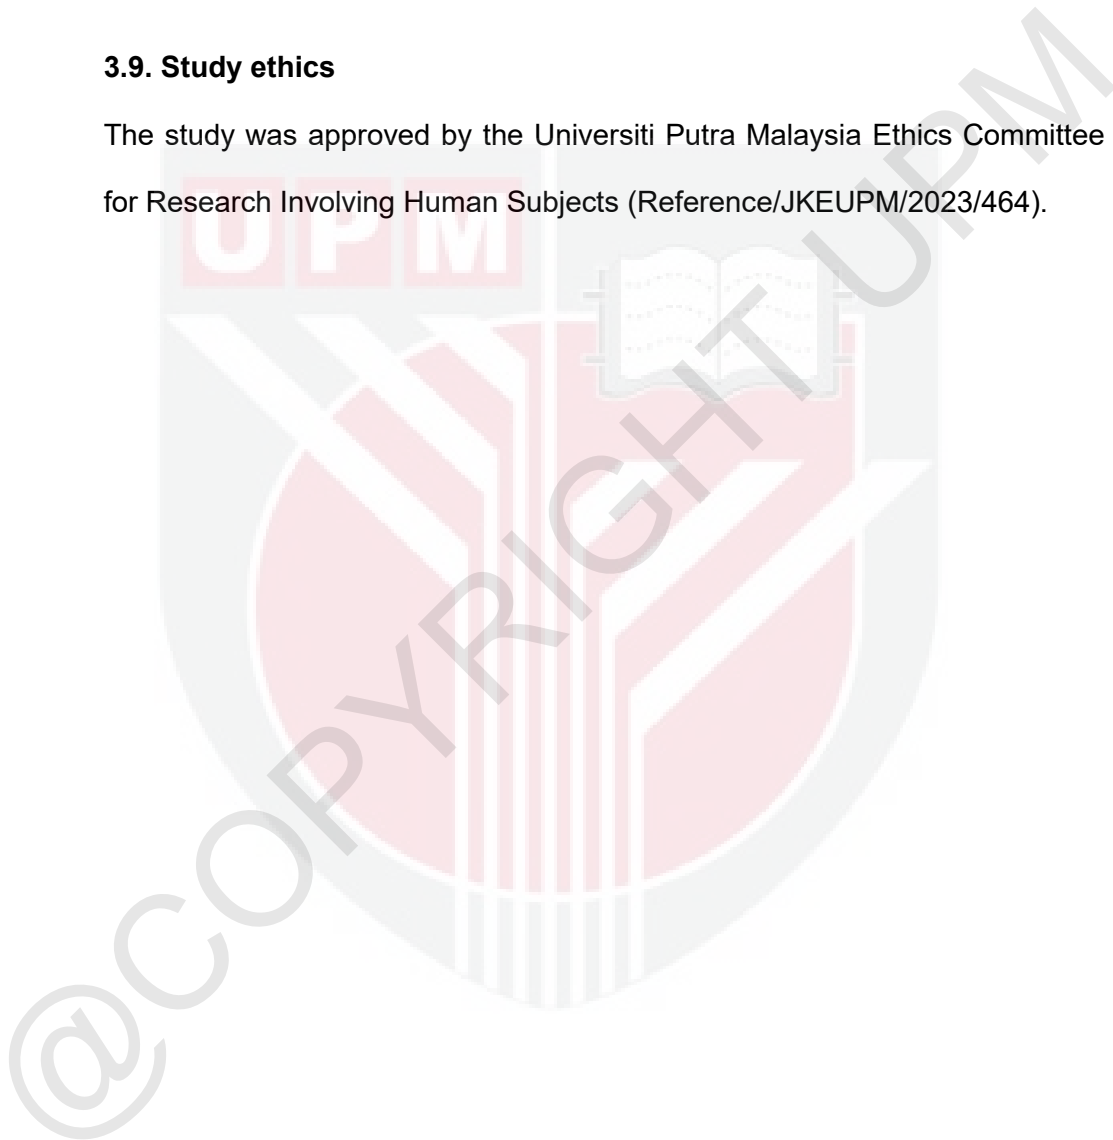 3.9. Study ethics
The study was approved by the Universiti Putra Malaysia Ethics Committee
for Research Involving Human Subjects (Reference/JKEUPM/2023/464).
UPM
@COPYRIGHT UPM